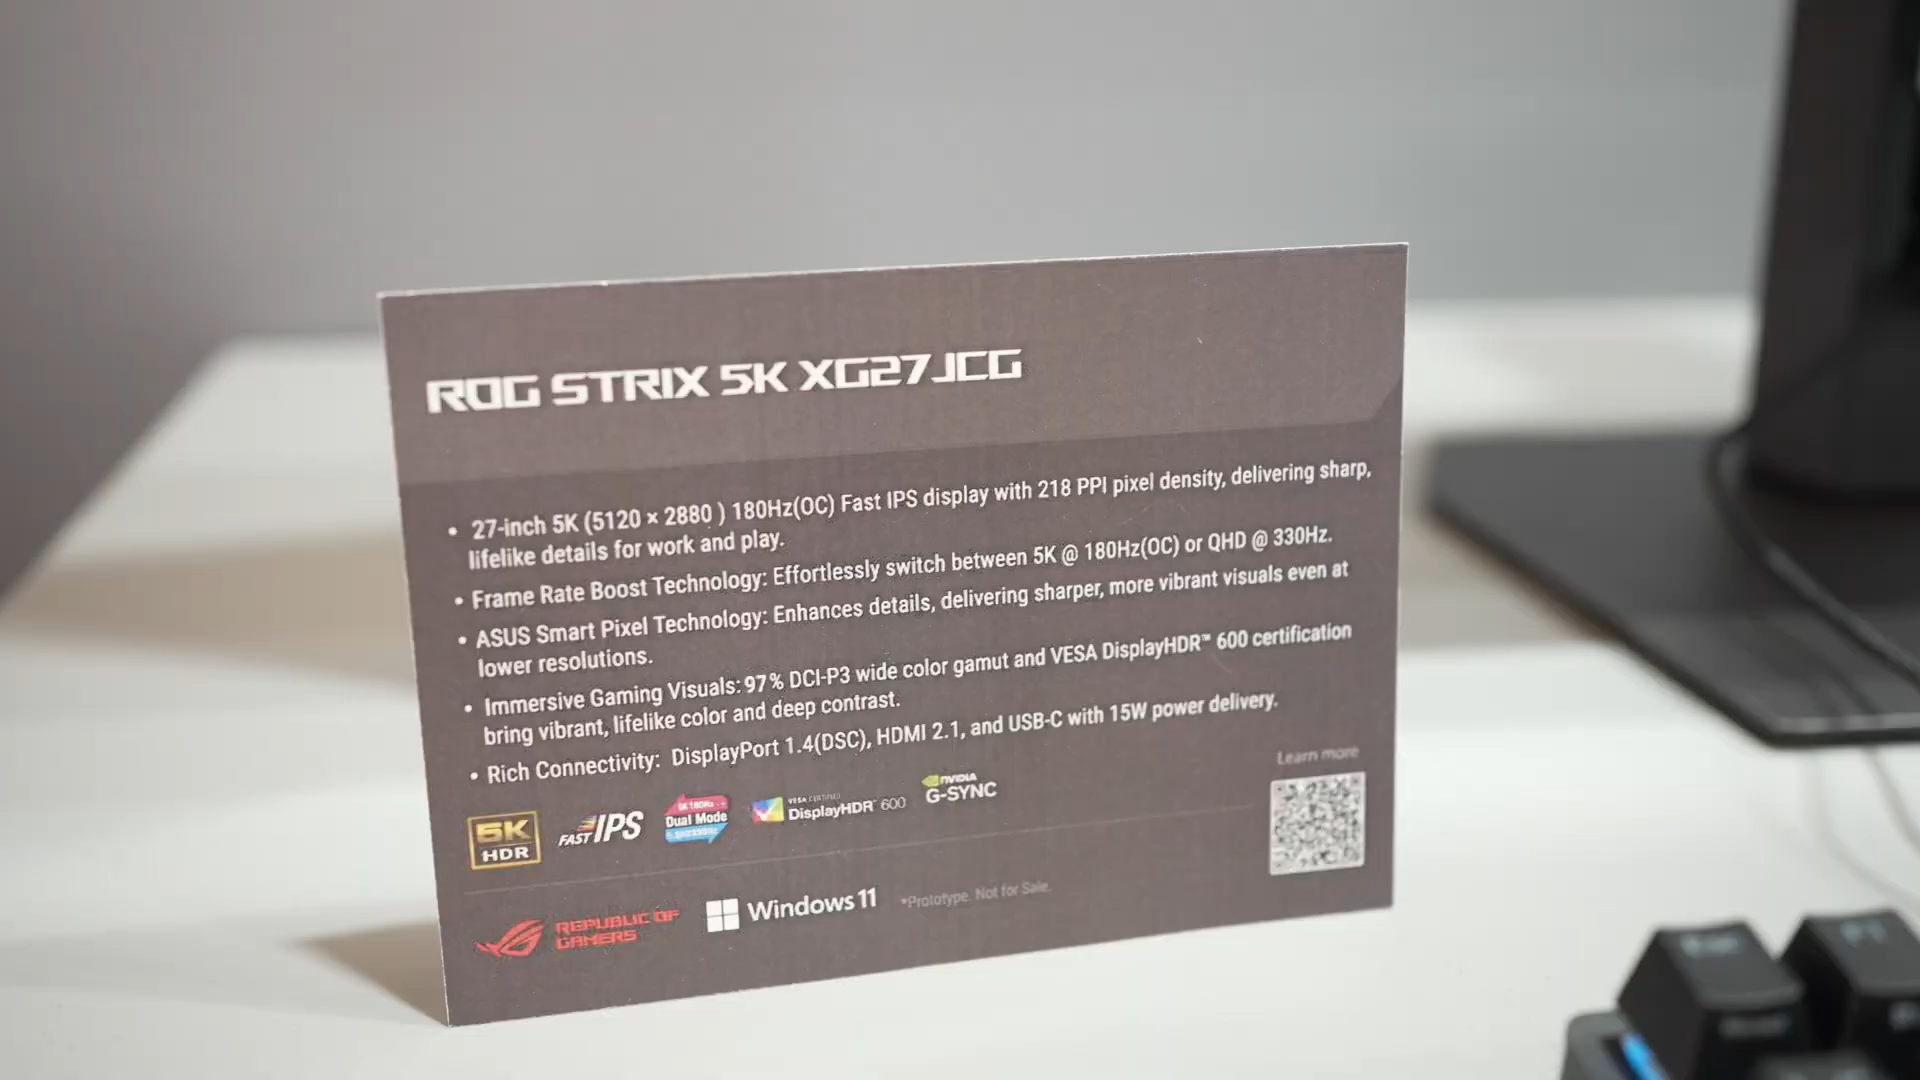 ROG STRIX 5K XG27JCG
• 27-inch 5K (5120 × 2880 ) 180Hz(OC) Fast IPS display with 218 PPI pixel density, delivering sharp,
lifelike details for work and play.
• Frame Rate Boost Technology: Effortlessly switch between 5K @ 180Hz(OC) or QHD @ 330Hz.
• ASUS Smart Pixel Technology: Enhances details, delivering sharper, more vibrant visuals even at
lower resolutions.
• Immersive Gaming Visuals: 97% DCI-P3 wide color gamut and VESA DisplayHDR™ 600 certification
bring vibrant, lifelike color and deep contrast.
• Rich Connectivity: DisplayPort 1.4(DSC), HDMI 2.1, and USB-C with 15W power delivery.
Learn more
5K
HDR
FAST IPS
5K 180Hz
Dual Mode
VESA CERTIFIED
DisplayHDR™ 600
NVIDIA
G-SYNC
REPUBLIC OF
GAMERS
Windows 11
*Prototype. Not for Sale.